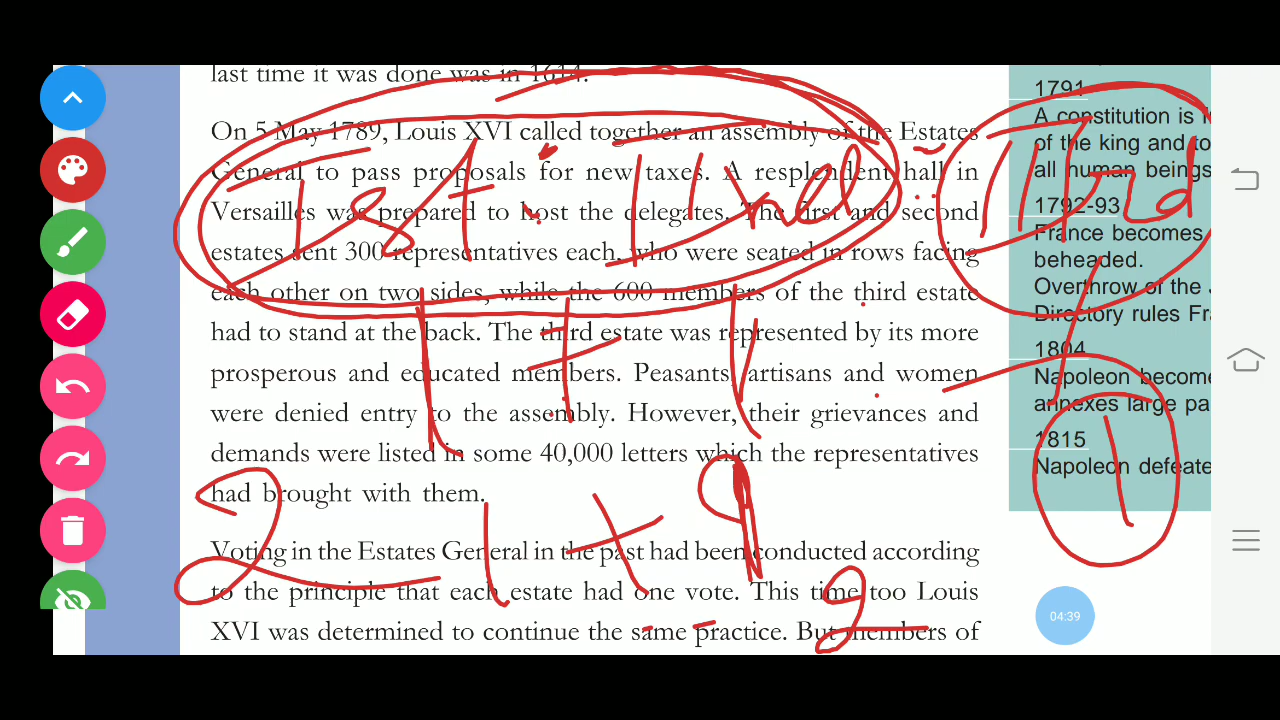 last time it was done was in 1614.
On 5 May 1789, Louis XVI called together an assembly of the Estates
General to pass proposals for new taxes. A resplendent hall in
Versailles was prepared to host the delegates. The first and second
estates sent 300 representatives each, who were seated in rows facing
each other on two sides, while the 600 members of the third estate
had to stand at the back. The third estate was represented by its more
prosperous and educated members. Peasants, artisans and women
were denied entry to the assembly. However, their grievances and
demands were listed in some 40,000 letters which the representatives
had brought with them.
Voting in the Estates General in the past had been conducted according
to the principle that each estate had one vote. This time too Louis
XVI was determined to continue the same practice. But members of
Ist
IInd
IIIrd
1 + 1
2
1 +
2
1
1791
A constitution is
of the king and to
all human beings
1792-93
France becomes
beheaded.
Overthrow of the
Directory rules Fr
1804
Napoleon become
annexes large pa
1815
Napoleon defeate
04:39